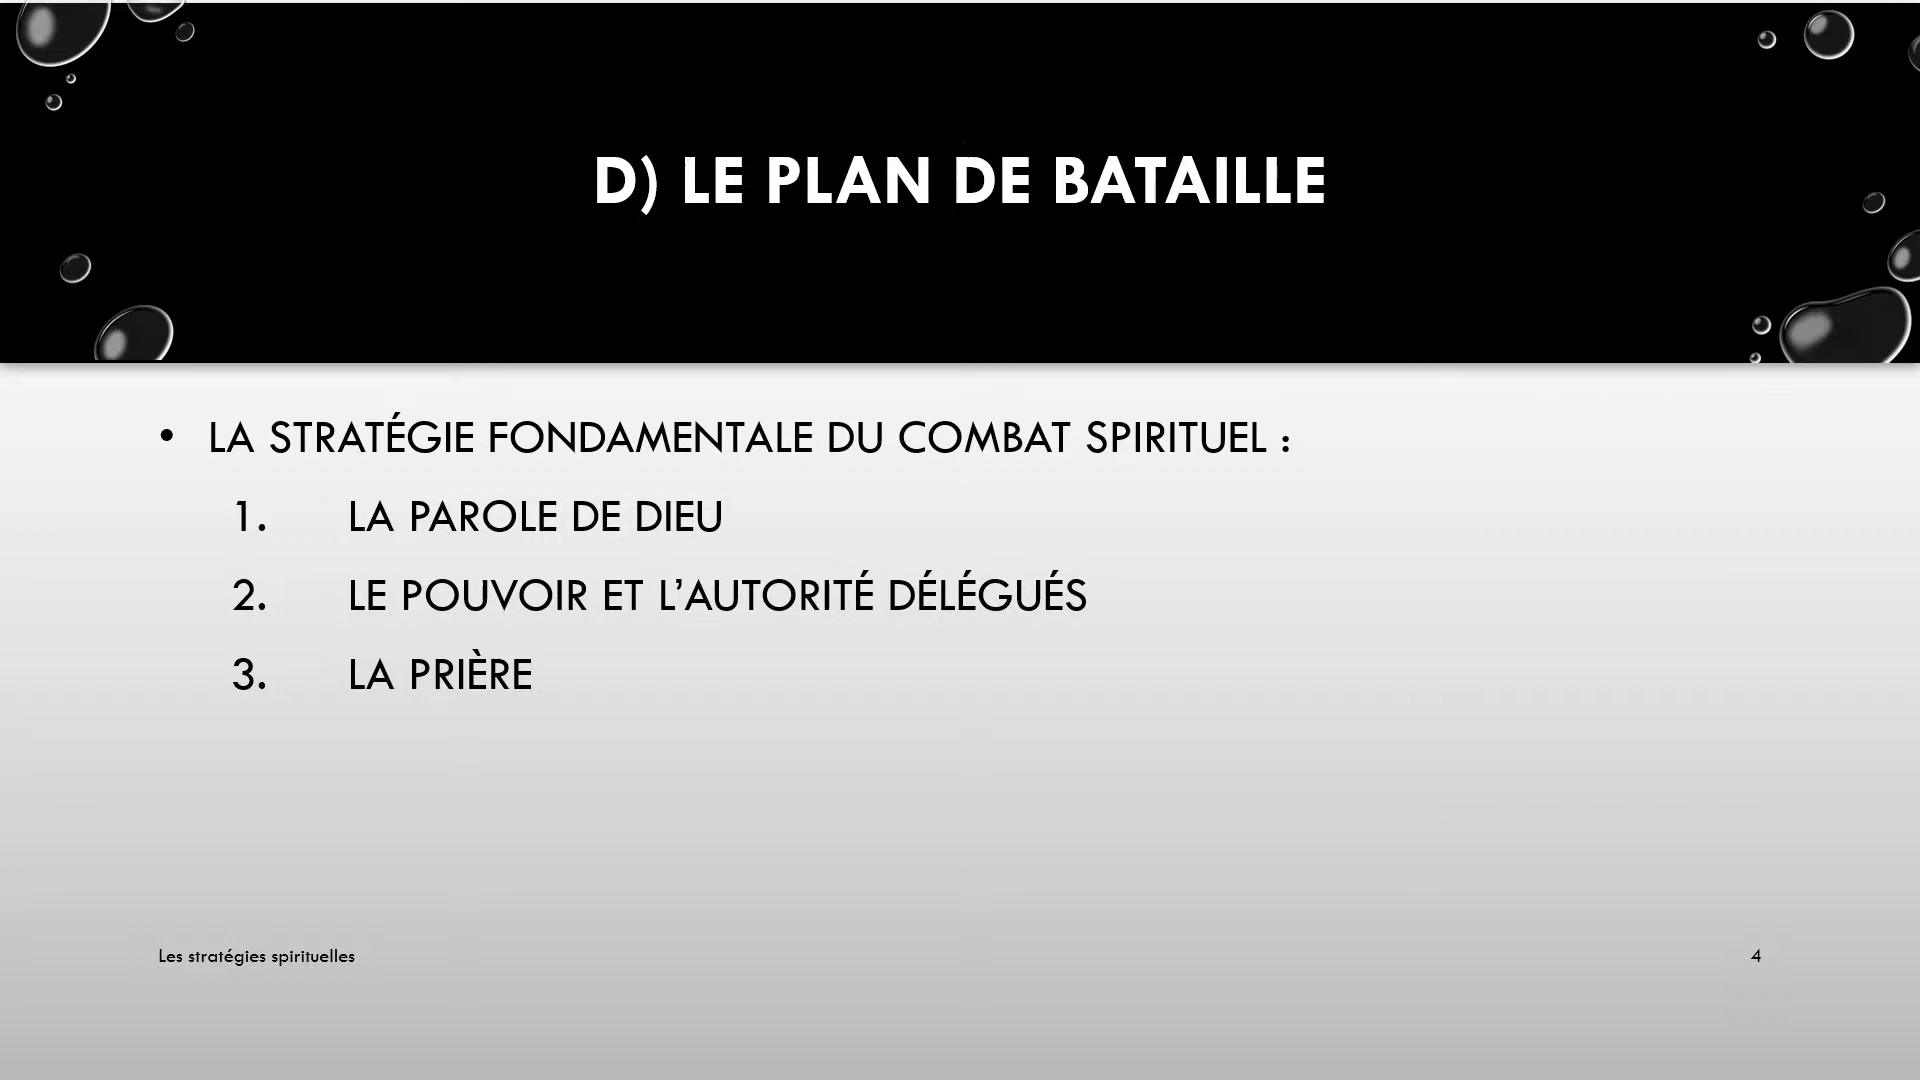 D) LE PLAN DE BATAILLE
• LA STRATÉGIE FONDAMENTALE DU COMBAT SPIRITUEL :
1. LA PAROLE DE DIEU
2. LE POUVOIR ET L’AUTORITÉ DÉLÉGUÉS
3. LA PRIÈRE
Les stratégies spirituelles
4